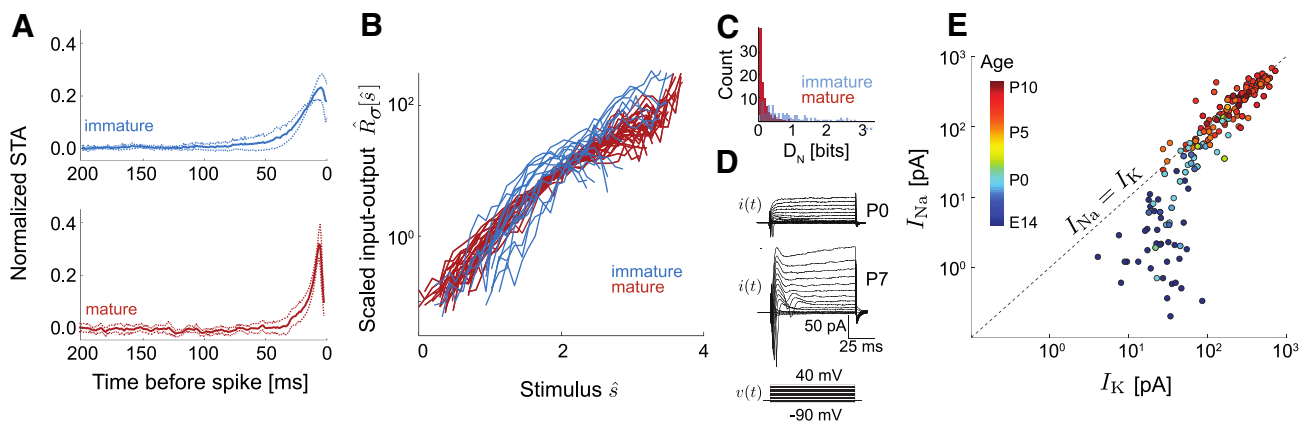 A
Normalized STA
0.4
0.2
0.0
immature
200
150
100
50
0
0.4
0.2
0.0
mature
200
150
100
50
0
Time before spike [ms]
B
Scaled input-output R̂σ[ŝ]
10²
10⁰
immature
mature
0
2
4
Stimulus ŝ
C
Count
30
20
10
immature
mature
0
1
2
3
D_N [bits]
D
i(t)
P0
i(t)
P7
50 pA
25 ms
40 mV
v(t)
-90 mV
E
I_Na [pA]
10³
10²
10¹
10⁰
Age
P10
P5
P0
E14
I_Na = I_K
10⁰
10¹
10²
10³
I_K [pA]